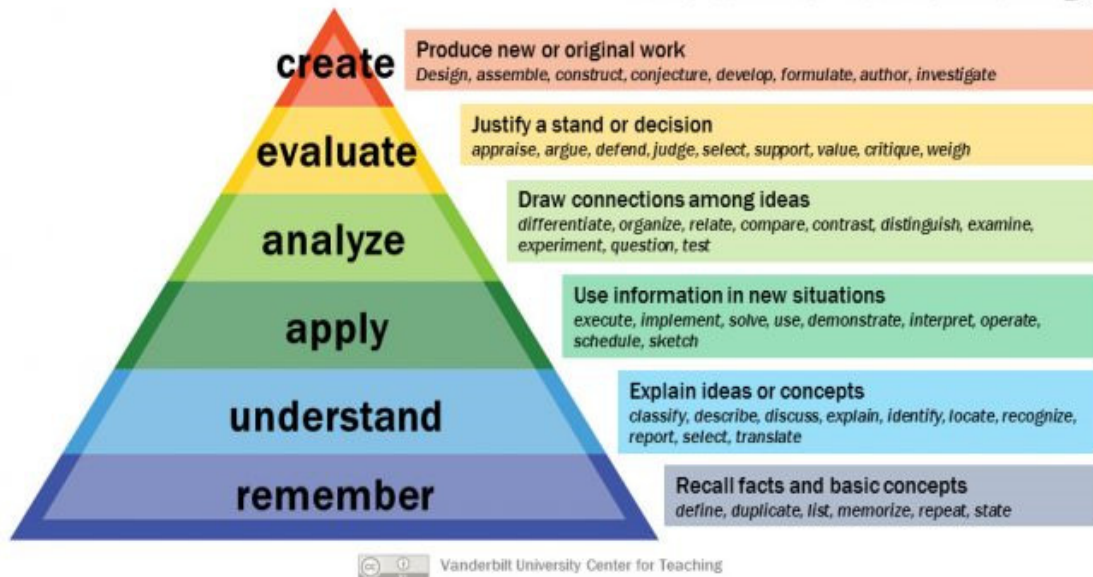 create
Produce new or original work
Design, assemble, construct, conjecture, develop, formulate, author, investigate
evaluate
Justify a stand or decision
appraise, argue, defend, judge, select, support, value, critique, weigh
analyze
Draw connections among ideas
differentiate, organize, relate, compare, contrast, distinguish, examine,
experiment, question, test
apply
Use information in new situations
execute, implement, solve, use, demonstrate, interpret, operate,
schedule, sketch
understand
Explain ideas or concepts
classify, describe, discuss, explain, identify, locate, recognize,
report, select, translate
remember
Recall facts and basic concepts
define, duplicate, list, memorize, repeat, state
cc
Vanderbilt University Center for Teaching